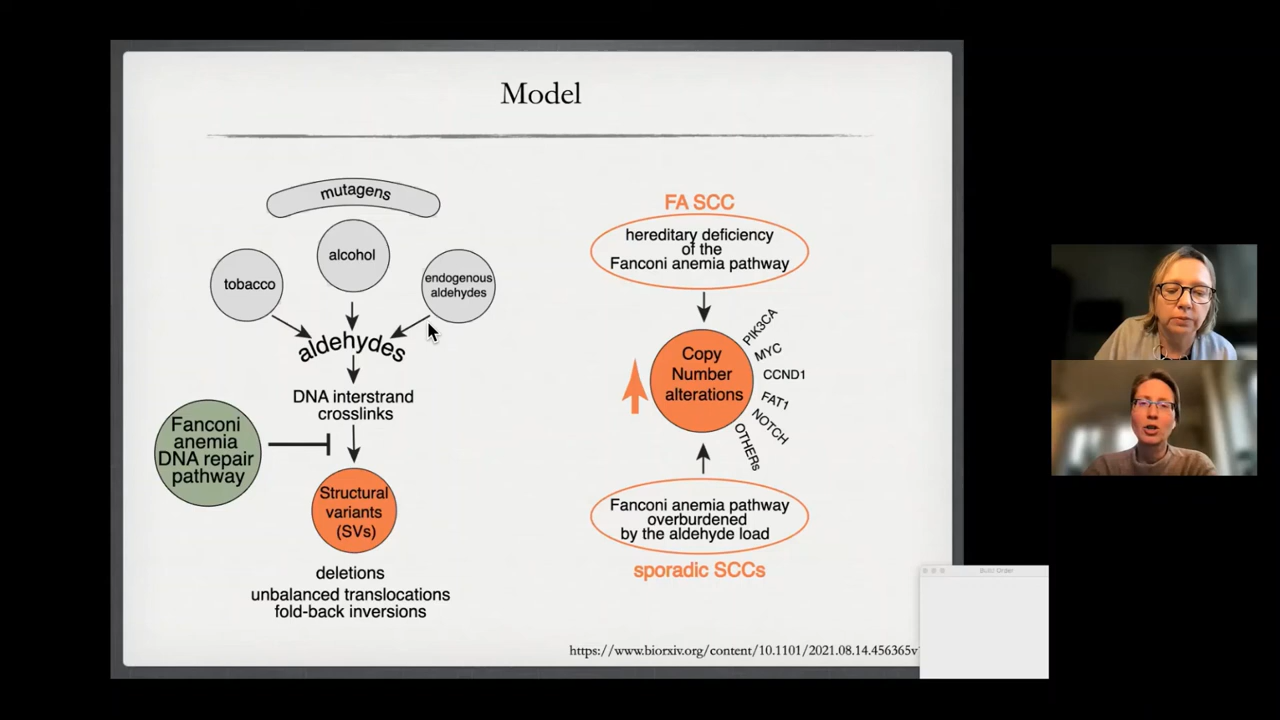 Model
mutagens
tobacco
alcohol
endogenous
aldehydes
aldehydes
DNA interstrand
crosslinks
Fanconi
anemia
DNA repair
pathway
Structural
variants
(SVs)
deletions
unbalanced translocations
fold-back inversions
FA SCC
hereditary deficiency
of the
Fanconi anemia pathway
Copy
Number
alterations
PIK3CA
MYC
CCND1
FAT1
NOTCH
OTHERs
Fanconi anemia pathway
overburdened
by the aldehyde load
sporadic SCCs
https://www.biorxiv.org/content/10.1101/2021.08.14.456365v
Build Order